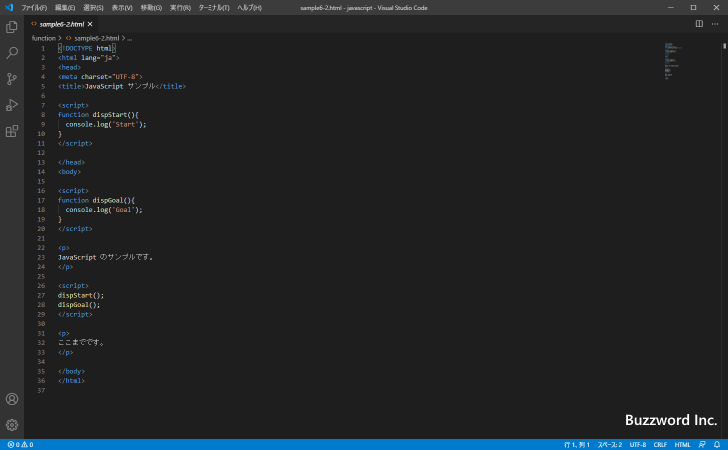 ファイル(F) 編集(E) 選択(S) 表示(V) 移動(G) 実行(R) ターミナル(T) ヘルプ(H) sample6-2.html - javascript - Visual Studio Code
sample6-2.html
function > sample6-2.html > ...
1 <!DOCTYPE html>
2 <html lang="ja">
3 <head>
4 <meta charset="UTF-8">
5 <title>JavaScript サンプル</title>
6
7 <script>
8 function dispStart(){
9 console.log('Start');
10 }
11 </script>
12
13 </head>
14 <body>
15
16 <script>
17 function dispGoal(){
18 console.log('Goal');
19 }
20 </script>
21
22 <p>
23 JavaScript のサンプルです。
24 </p>
25
26 <script>
27 dispStart();
28 dispGoal();
29 </script>
30
31 <p>
32 ここまでです。
33 </p>
34
35 </body>
36 </html>
37
Buzzword Inc.
0 0 行 1, 列 1 スペース: 2 UTF-8 CRLF HTML